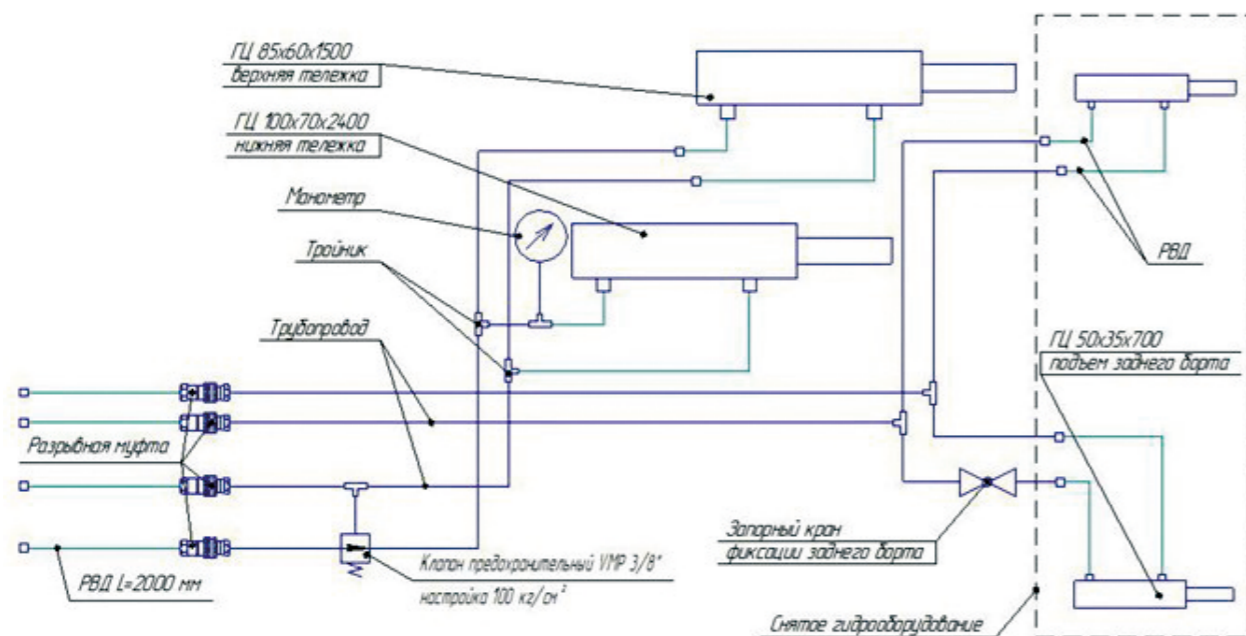 ГЦ 85х60х1500
верхняя тележка
ГЦ 100х70х2400
нижняя тележка
Манометр
Тройник
Трубопровод
РВД
ГЦ 50х35х700
подъем заднего борта
Разрывная муфта
Запорный кран
фиксации заднего борта
РВД L=2000 мм
Клапан предохранительный VMP 3/8"
настройка 100 кг/см²
Снятое гидрооборудование